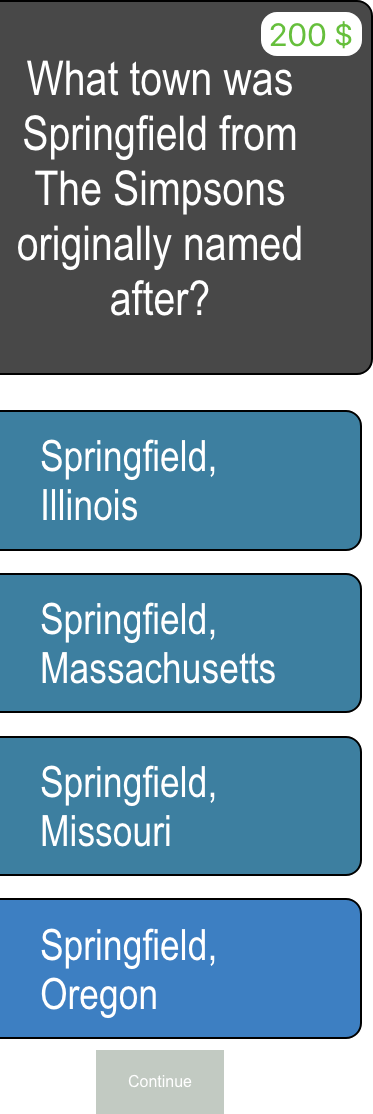 200 $
What town was
Springfield from
The Simpsons
originally named
after?
Springfield,
Illinois
Springfield,
Massachusetts
Springfield,
Missouri
Springfield,
Oregon
Continue